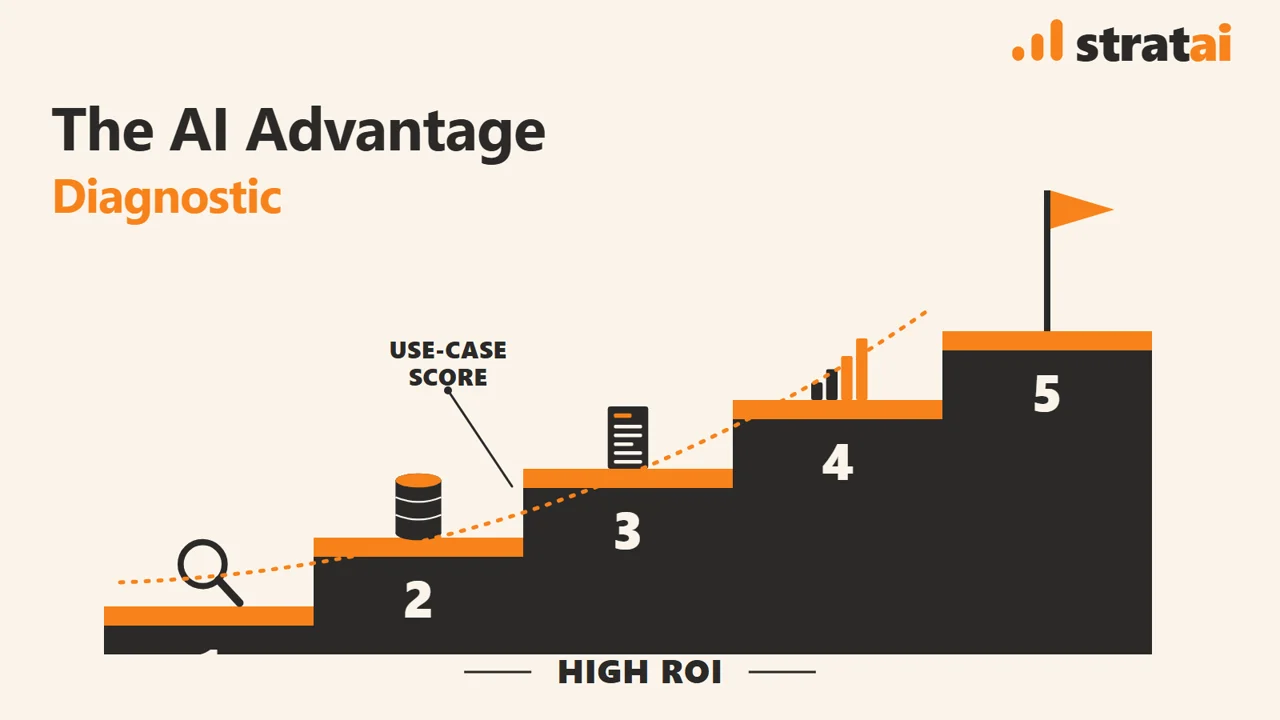 stratai
The AI Advantage
Diagnostic
USE-CASE
SCORE
5
4
3
2
HIGH ROI